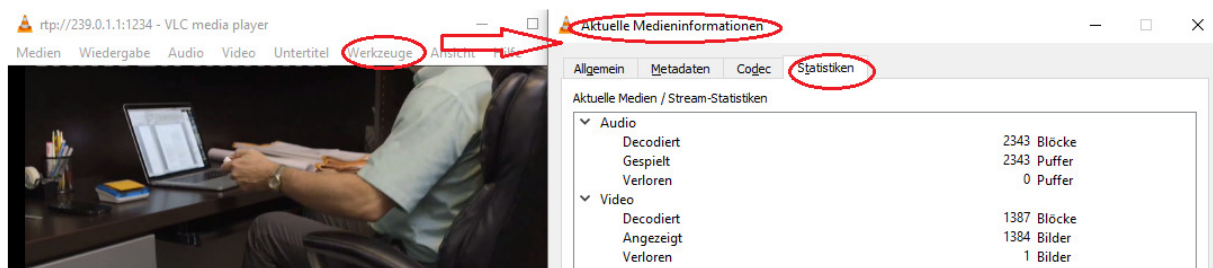 rtp://239.0.1.1:1234 - VLC media player
Medien Wiedergabe Audio Video Untertitel Werkzeuge Ansicht Hilfe
Aktuelle Medieninformationen
Allgemein Metadaten Codec Statistiken
Aktuelle Medien / Stream-Statistiken
Audio
Decodiert 2343 Blöcke
Gespielt 2343 Puffer
Verloren 0 Puffer
Video
Decodiert 1387 Blöcke
Angezeigt 1384 Bilder
Verloren 1 Bilder